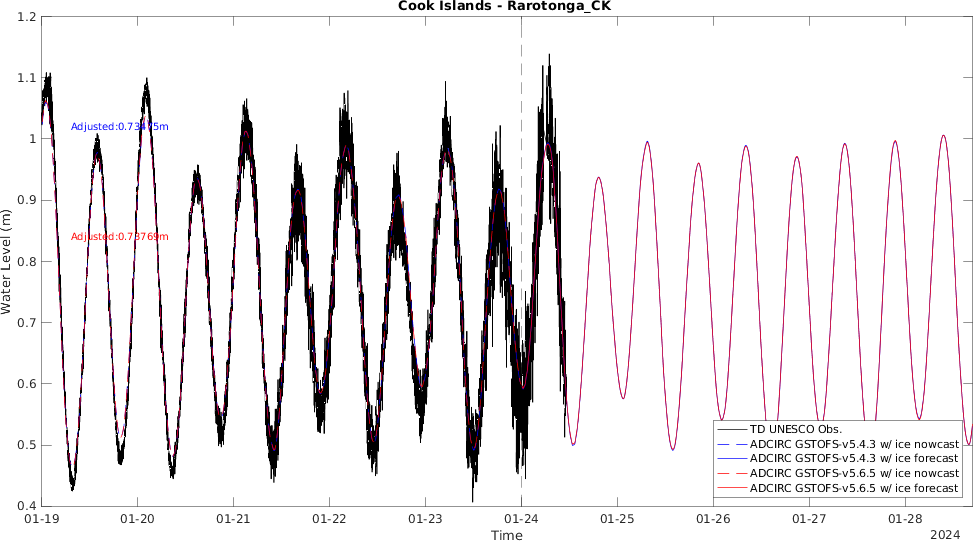 Cook Islands - Rarotonga_CK
1.2
1.1
1
0.9
0.8
0.7
0.6
0.5
0.4
Water Level (m)
Adjusted:0.73475m
Adjusted:0.73769m
TD UNESCO Obs.
ADCIRC GSTOFS-v5.4.3 w/ ice nowcast
ADCIRC GSTOFS-v5.4.3 w/ ice forecast
ADCIRC GSTOFS-v5.6.5 w/ ice nowcast
ADCIRC GSTOFS-v5.6.5 w/ ice forecast
01-19 01-20 01-21 01-22 01-23 01-24 01-25 01-26 01-27 01-28
Time
2024